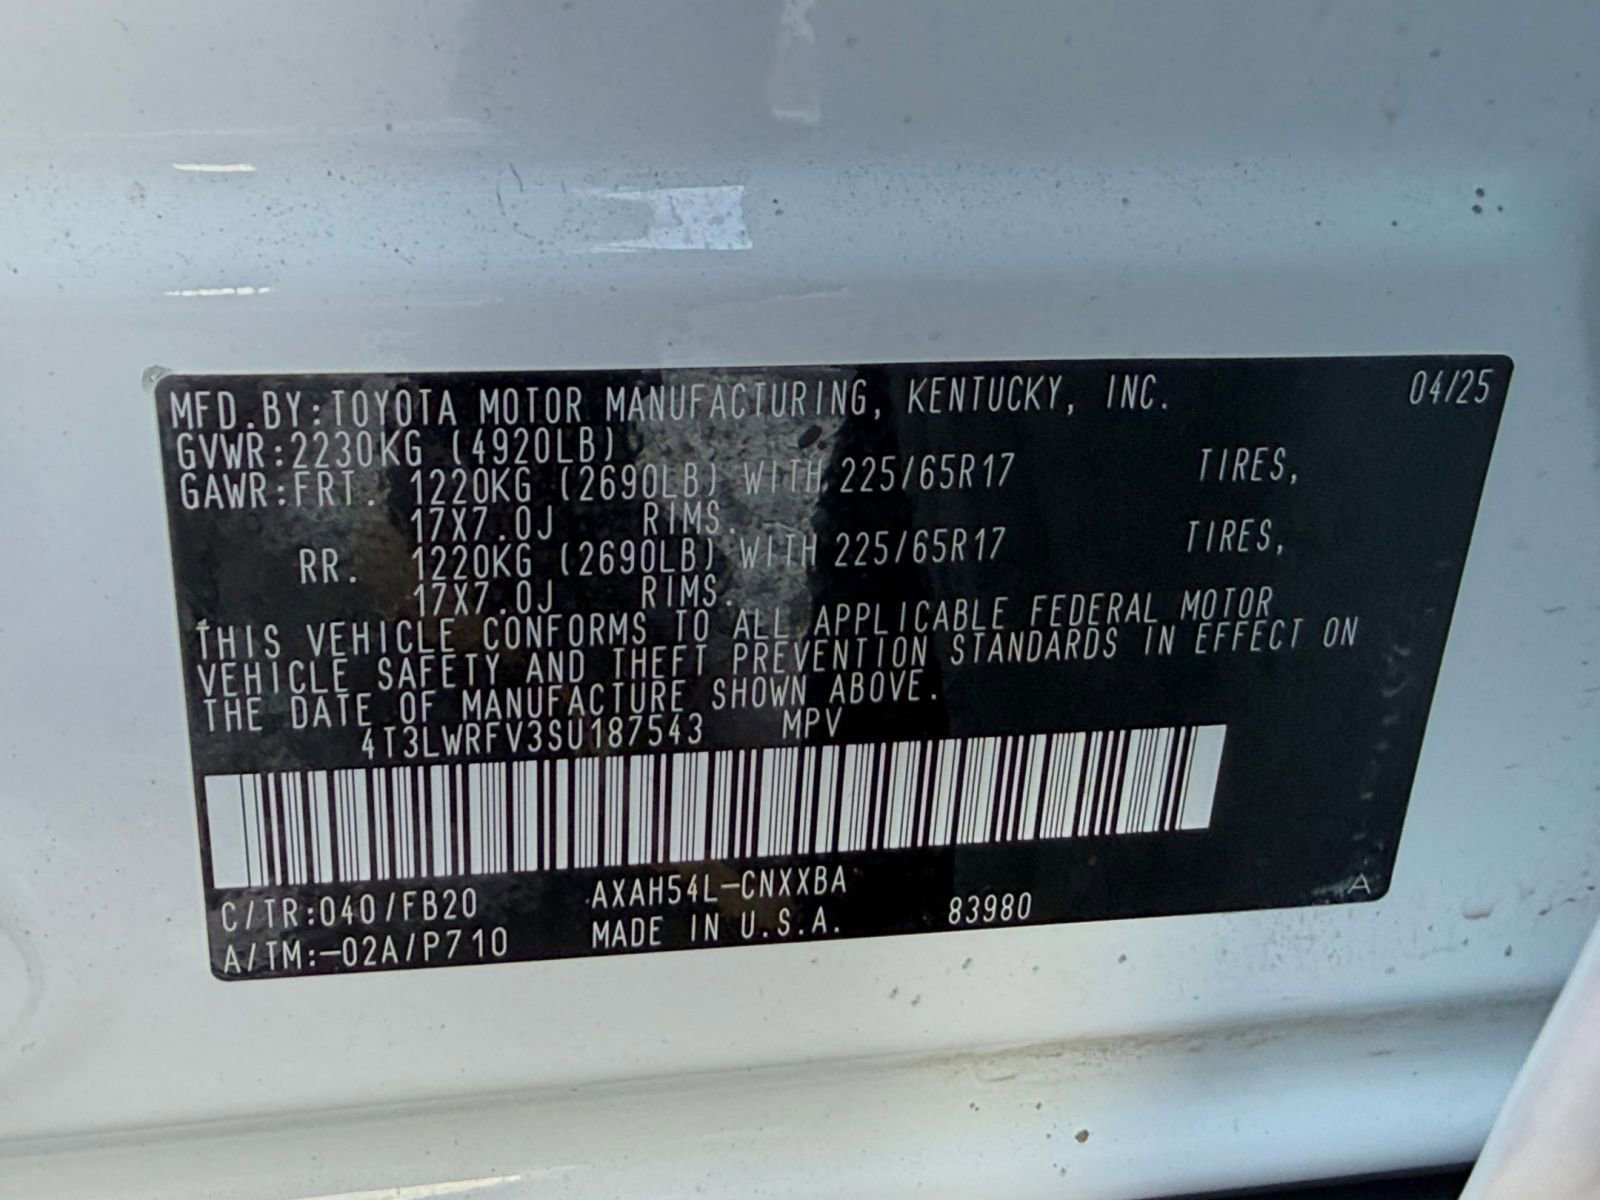 MFD.BY:TOYOTA MOTOR MANUFACTURING, KENTUCKY, INC. 04/25
GVWR:2230KG (4920LB)
GAWR:FRT. 1220KG (2690LB) WITH 225/65R17 TIRES,
17X7.0J RIMS.
RR. 1220KG (2690LB) WITH 225/65R17 TIRES,
17X7.0J RIMS.
THIS VEHICLE CONFORMS TO ALL APPLICABLE FEDERAL MOTOR
VEHICLE SAFETY AND THEFT PREVENTION STANDARDS IN EFFECT ON
THE DATE OF MANUFACTURE SHOWN ABOVE.
4T3LWRFV3SU187543 MPV
C/TR:040/FB20 AXAH54L-CNXXBA
A/TM:-02A/P710 MADE IN U.S.A. 83980 A